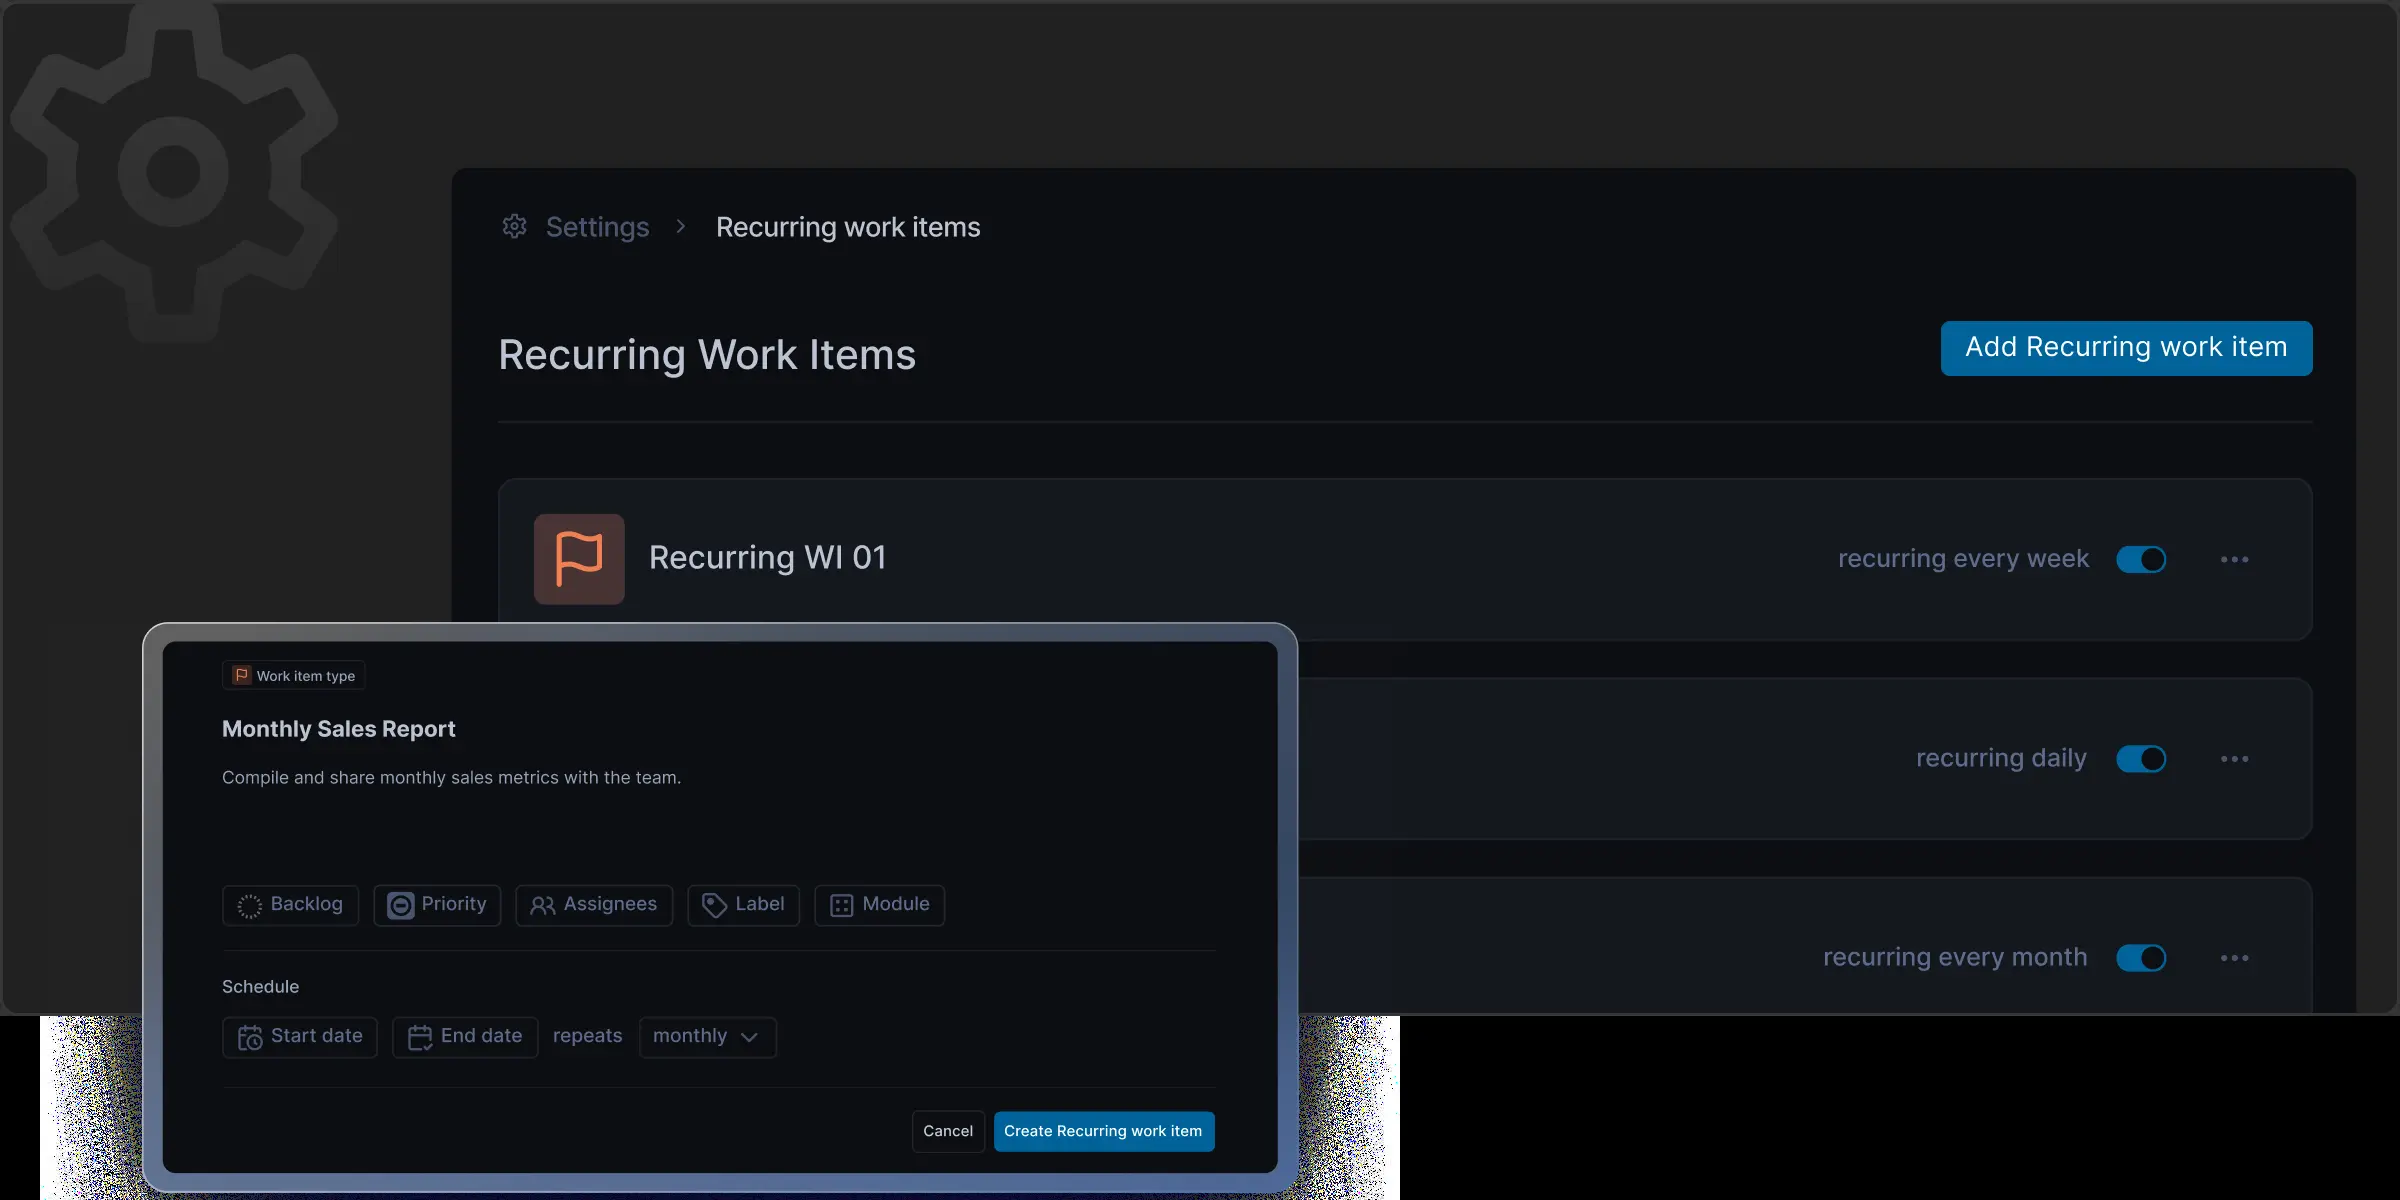 Settings > Recurring work items
Recurring Work Items
Add Recurring work item
Recurring WI 01
recurring every week
recurring daily
recurring every month
Work item type
Monthly Sales Report
Compile and share monthly sales metrics with the team.
Backlog Priority Assignees Label Module
Schedule
Start date End date repeats monthly
Cancel Create Recurring work item